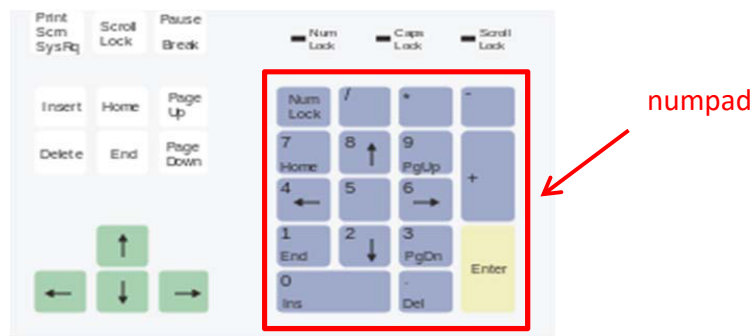 Print
Scrn
SysRq
Scroll
Lock
Pause
Break
Num
Lock
Caps
Lock
Scroll
Lock
numpad
Insert
Home
Page
Up
Num
Lock
/
*
-
Delete
End
Page
Down
7
Home
8
9
PgUp
+
4
5
6
1
End
2
3
PgDn
Enter
0
Ins
.
Del